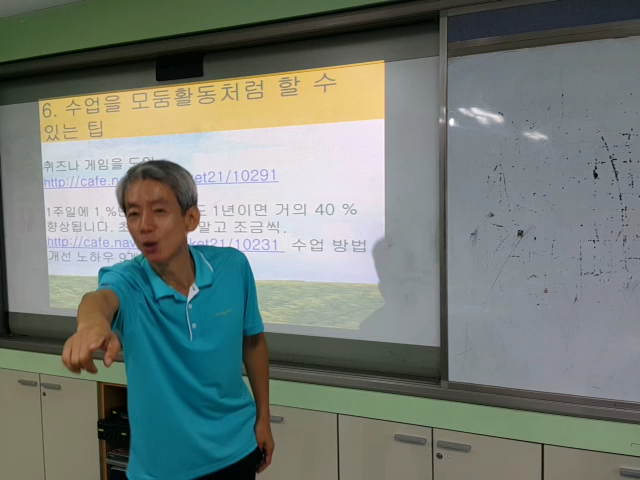 6. 수업을 모둠활동처럼 할 수
있는 팁
퀴즈나 게임을
http://cafe.na ket21/10291
1주일에 1 % 1년이면 거의 40 %
향상됩니다. 말고 조금씩.
http://cafe.nav ket21/10231 수업 방법
개선 노하우